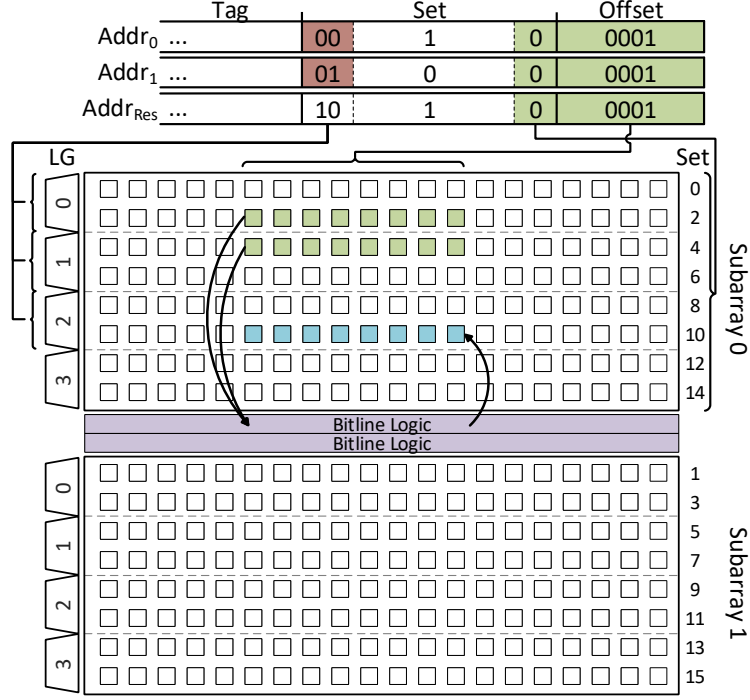 Tag Set Offset
Addr0 ... 00 1 0 0001
Addr1 ... 01 0 0 0001
AddrRes ... 10 1 0 0001
LG Set
0
1
2
3
0
2
4
6
8
10
12
14
Subarray 0
Bitline Logic
Bitline Logic
0
1
2
3
1
3
5
7
9
11
13
15
Subarray 1